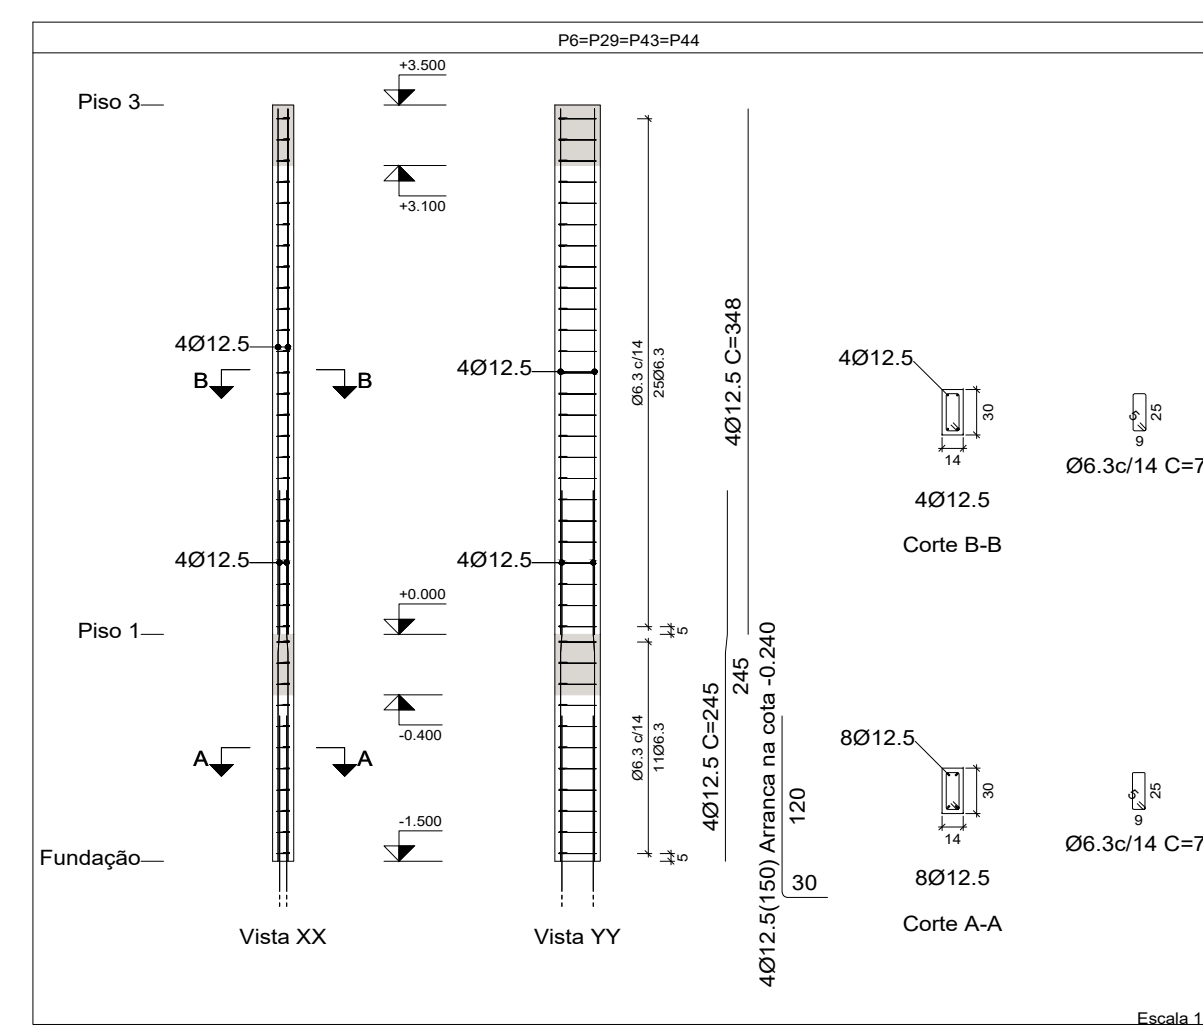 P6=P29=P43=P44
Piso 3
+3.500
+3.100
4Ø12.5
B
B
4Ø12.5
Piso 1
+0.000
-0.400
A
A
Fundação
-1.500
Vista XX
4Ø12.5
4Ø12.5
Ø6.3 c/14
25Ø6.3
5
Ø6.3 c/14
11Ø6.3
5
Vista YY
4Ø12.5 C=348
4Ø12.5 C=245
245
4Ø12.5(150) Arranca na cota -0.240
120
30
4Ø12.5
30
14
4Ø12.5
Corte B-B
5
25
9
Ø6.3c/14 C=7
8Ø12.5
30
14
8Ø12.5
Corte A-A
5
25
9
Ø6.3c/14 C=7
Escala 1